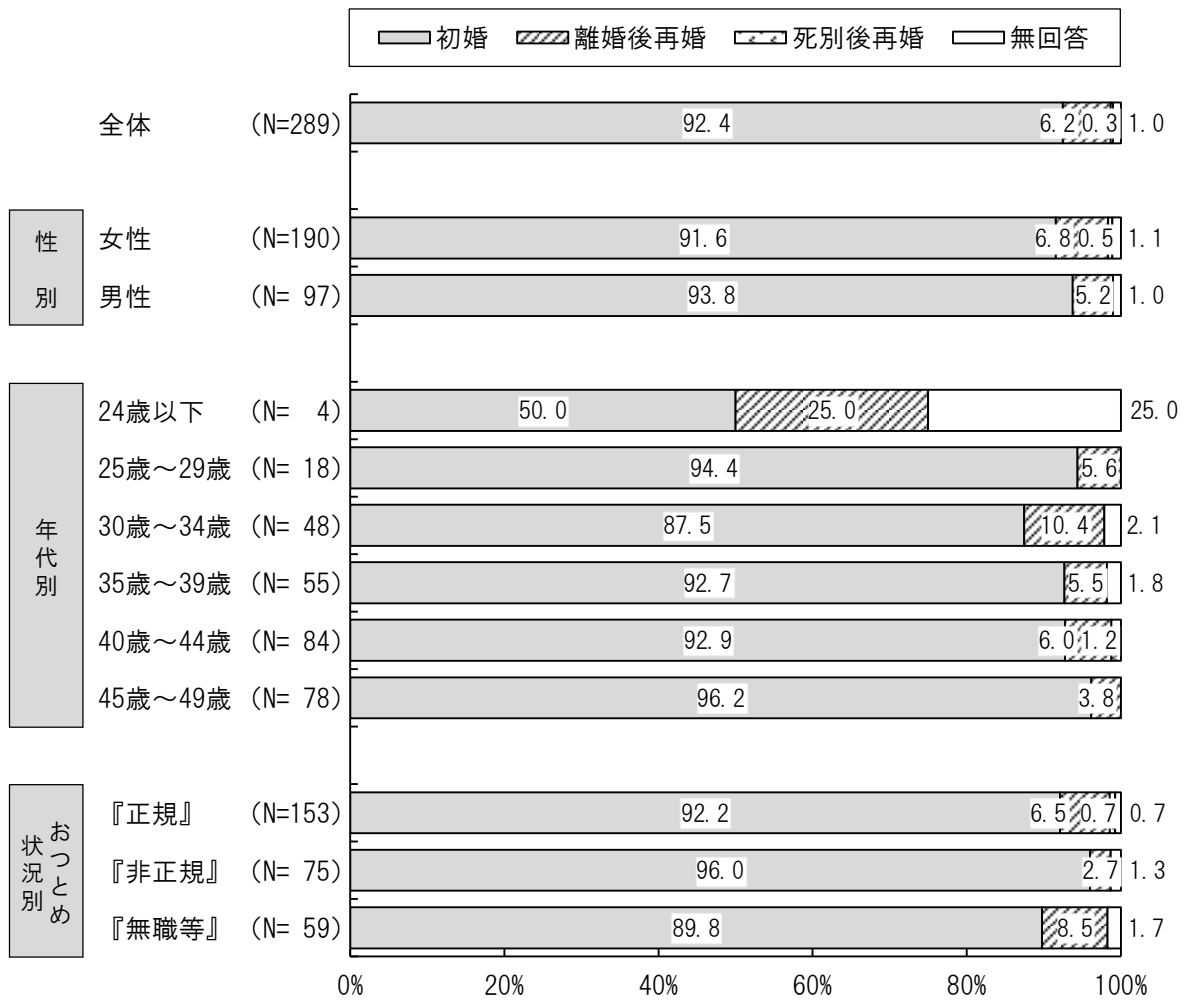 初婚 離婚後再婚 死別後再婚 無回答
全体 (N=289) 92.4 6.2 0.3 1.0
性別
女性 (N=190) 91.6 6.8 0.5 1.1
男性 (N= 97) 93.8 5.2 1.0
年代別
24歳以下 (N= 4) 50.0 25.0 25.0
25歳～29歳 (N= 18) 94.4 5.6
30歳～34歳 (N= 48) 87.5 10.4 2.1
35歳～39歳 (N= 55) 92.7 5.5 1.8
40歳～44歳 (N= 84) 92.9 6.0 1.2
45歳～49歳 (N= 78) 96.2 3.8
おつとめ状況別
『正規』 (N=153) 92.2 6.5 0.7 0.7
『非正規』 (N= 75) 96.0 2.7 1.3
『無職等』 (N= 59) 89.8 8.5 1.7
0% 20% 40% 60% 80% 100%